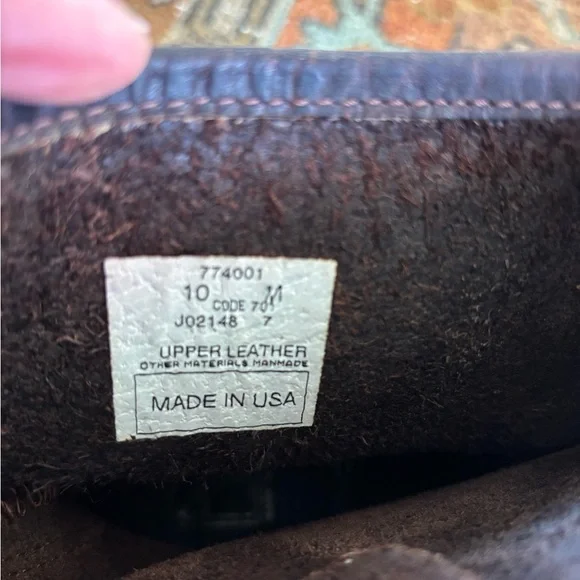 774001
10 M
CODE 701
J02148 7
UPPER LEATHER
OTHER MATERIALS MANMADE
MADE IN USA